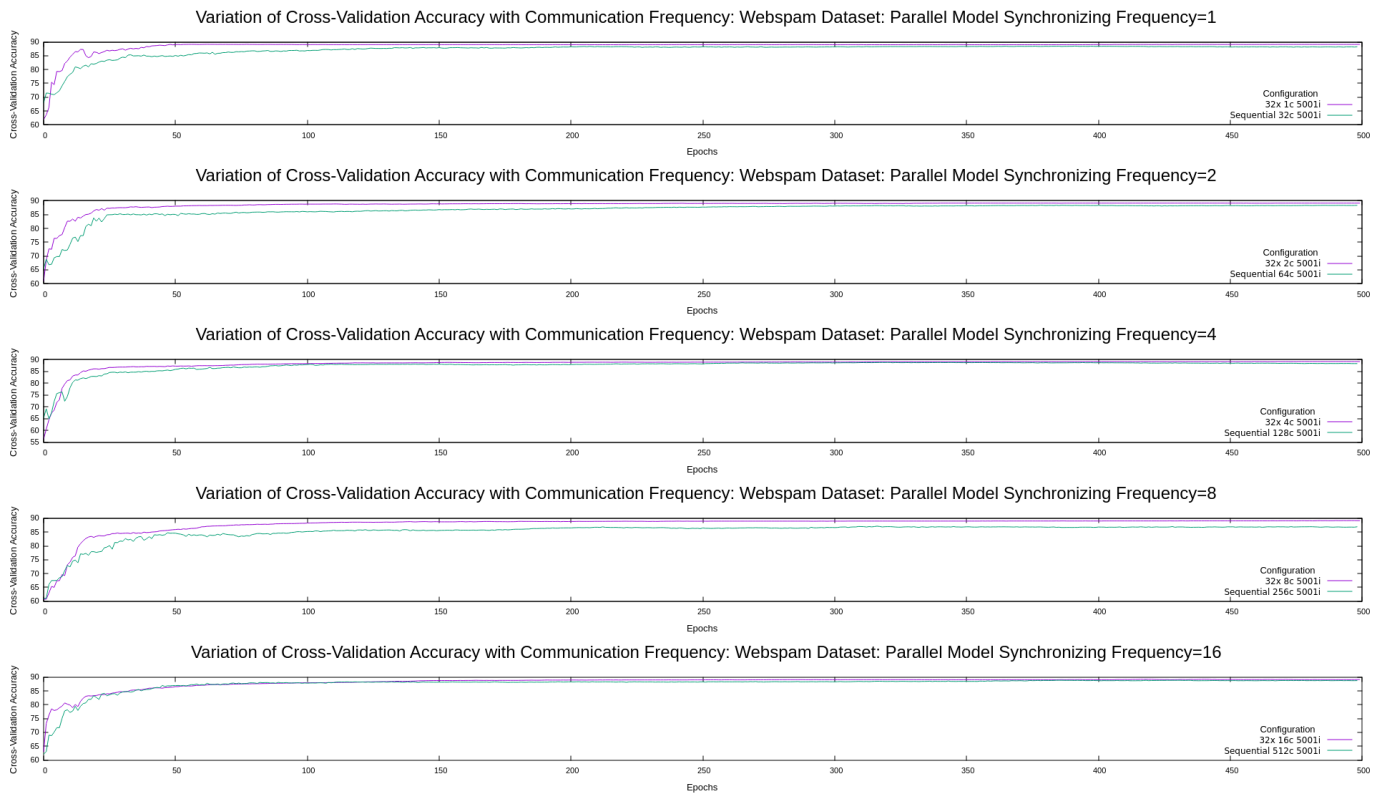 Variation of Cross-Validation Accuracy with Communication Frequency: Webspam Dataset: Parallel Model Synchronizing Frequency=1
Cross-Validation Accuracy
90
85
80
75
70
65
60
Configuration
32x 1c 5001i
Sequential 32c 5001i
0 50 100 150 200 250 300 350 400 450 500
Epochs
Variation of Cross-Validation Accuracy with Communication Frequency: Webspam Dataset: Parallel Model Synchronizing Frequency=2
Cross-Validation Accuracy
90
85
80
75
70
65
60
Configuration
32x 2c 5001i
Sequential 64c 5001i
0 50 100 150 200 250 300 350 400 450 500
Epochs
Variation of Cross-Validation Accuracy with Communication Frequency: Webspam Dataset: Parallel Model Synchronizing Frequency=4
Cross-Validation Accuracy
90
85
80
75
70
65
60
55
Configuration
32x 4c 5001i
Sequential 128c 5001i
0 50 100 150 200 250 300 350 400 450 500
Epochs
Variation of Cross-Validation Accuracy with Communication Frequency: Webspam Dataset: Parallel Model Synchronizing Frequency=8
Cross-Validation Accuracy
90
85
80
75
70
65
60
Configuration
32x 8c 5001i
Sequential 256c 5001i
0 50 100 150 200 250 300 350 400 450 500
Epochs
Variation of Cross-Validation Accuracy with Communication Frequency: Webspam Dataset: Parallel Model Synchronizing Frequency=16
Cross-Validation Accuracy
90
85
80
75
70
65
60
Configuration
32x 16c 5001i
Sequential 512c 5001i
0 50 100 150 200 250 300 350 400 450 500
Epochs